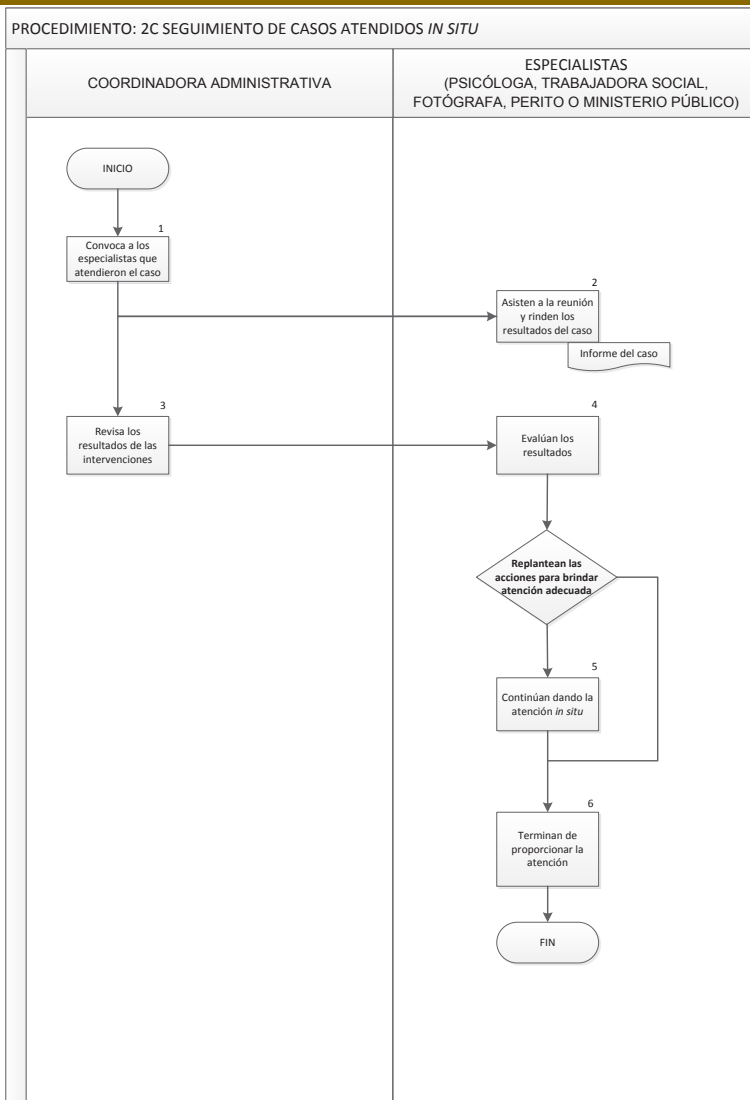 PROCEDIMIENTO: 2C SEGUIMIENTO DE CASOS ATENDIDOS IN SITU
COORDINADORA ADMINISTRATIVA
ESPECIALISTAS
(PSICÓLOGA, TRABAJADORA SOCIAL,
FOTÓGRAFA, PERITO O MINISTERIO PÚBLICO)
INICIO
1
Convoca a los
especialistas que
atendieron el caso
2
Asisten a la reunión
y rinden los
resultados del caso
Informe del caso
3
Revisa los
resultados de las
intervenciones
4
Evalúan los
resultados
Replantean las
acciones para brindar
atención adecuada
5
Continúan dando la
atención in situ
6
Terminan de
proporcionar la
atención
FIN